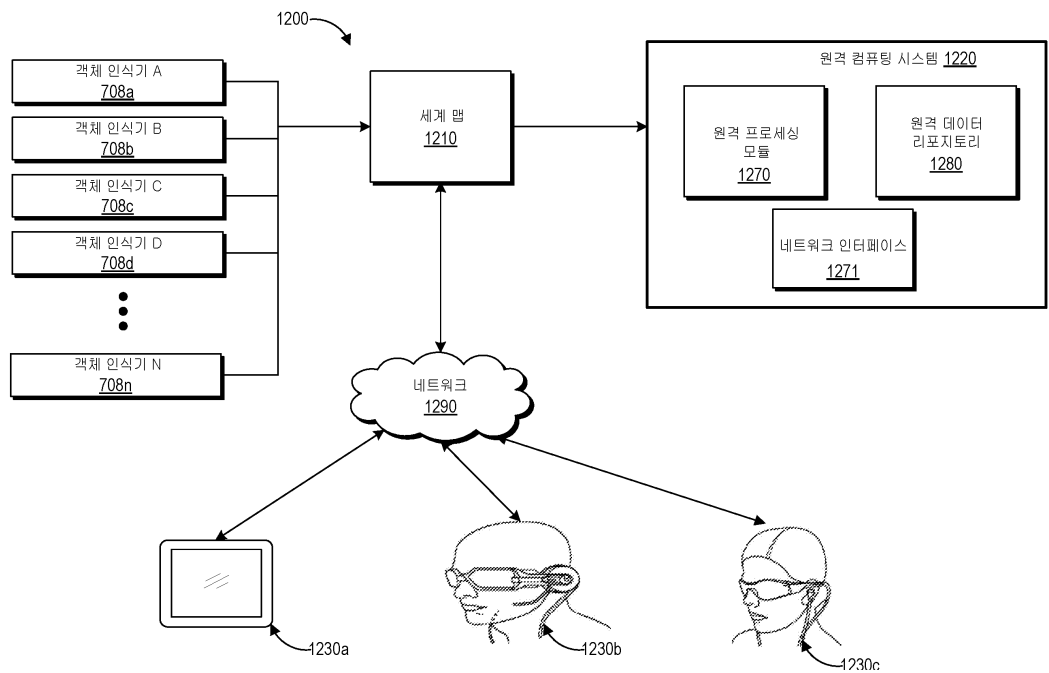 1200
객체 인식기 A
708a
객체 인식기 B
708b
객체 인식기 C
708c
객체 인식기 D
708d
객체 인식기 N
708n
세계 맵
1210
원격 컴퓨팅 시스템 1220
원격 프로세싱
모듈
1270
원격 데이터
리포지토리
1280
네트워크 인터페이스
1271
네트워크
1290
1230a
1230b
1230c